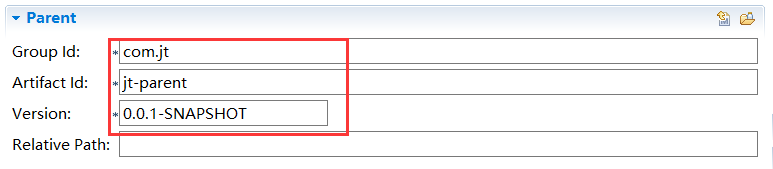 Parent
Group Id: * com.jt
Artifact Id: * jt-parent
Version: * 0.0.1-SNAPSHOT
Relative Path: